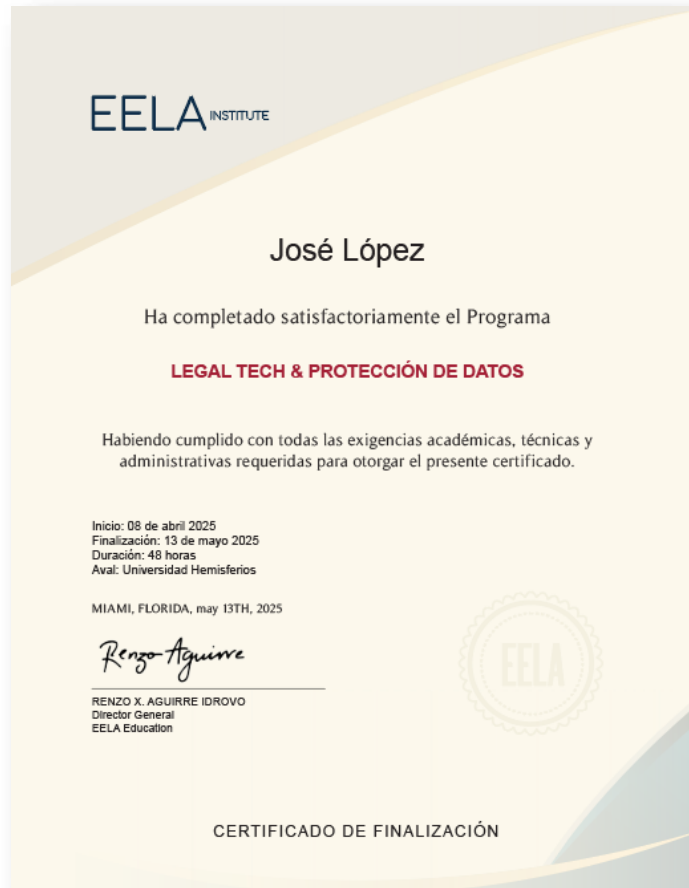 EELA INSTITUTE
José López
Ha completado satisfactoriamente el Programa
LEGAL TECH & PROTECCIÓN DE DATOS
Habiendo cumplido con todas las exigencias académicas, técnicas y
administrativas requeridas para otorgar el presente certificado.
Inicio: 08 de abril 2025
Finalización: 13 de mayo 2025
Duración: 48 horas
Aval: Universidad Hemisferios
MIAMI, FLORIDA, may 13TH, 2025
Renzo Aguirre
RENZO X. AGUIRRE IDROVO
Director General
EELA Education
EELA
CERTIFICADO DE FINALIZACIÓN